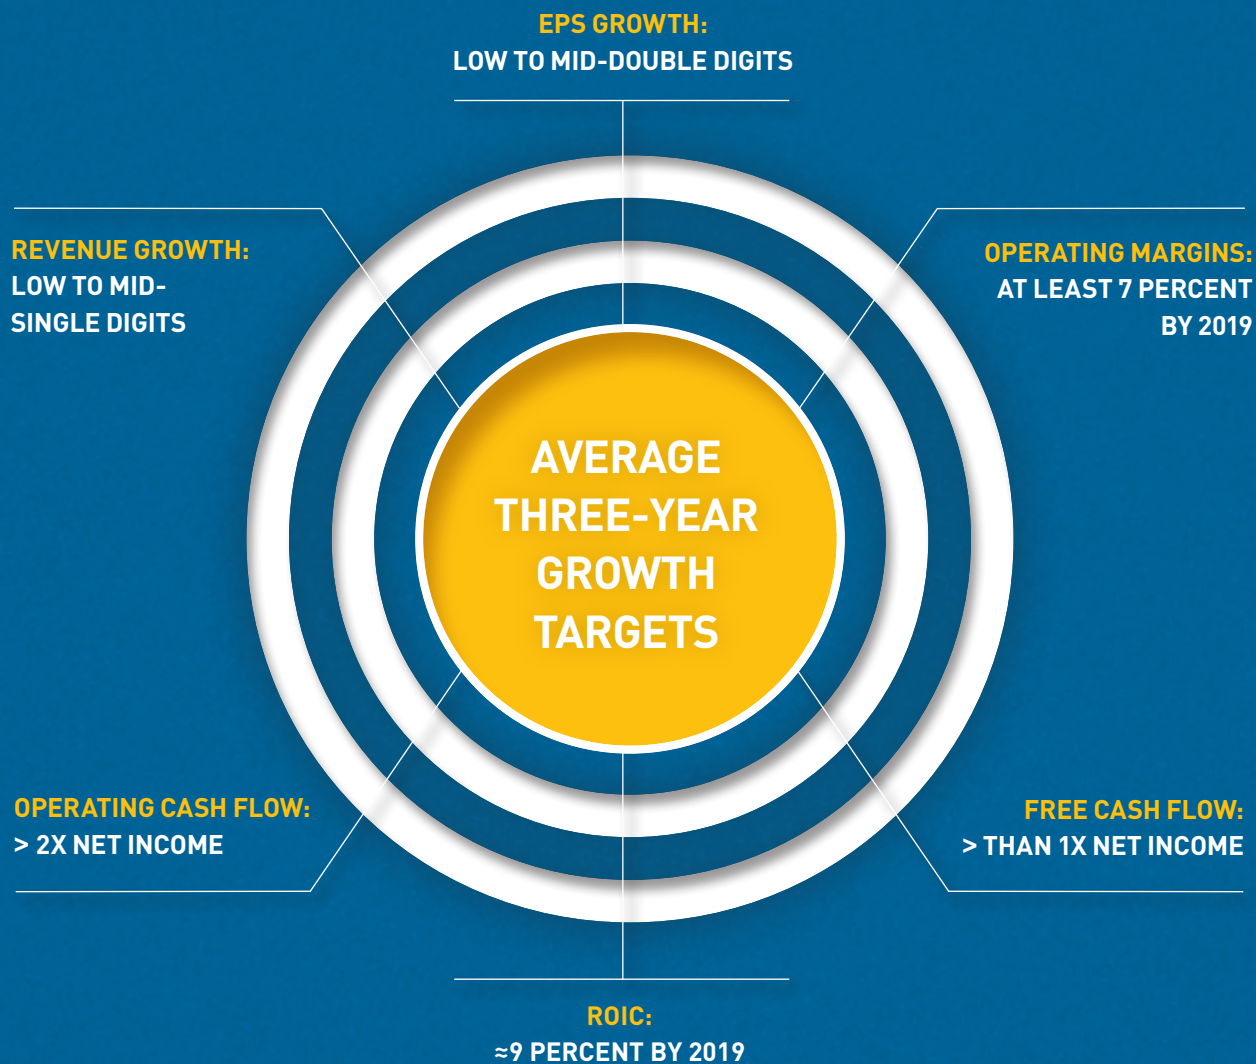 EPS GROWTH:
LOW TO MID-DOUBLE DIGITS
REVENUE GROWTH:
LOW TO MID-
SINGLE DIGITS
OPERATING MARGINS:
AT LEAST 7 PERCENT
BY 2019
AVERAGE
THREE-YEAR
GROWTH
TARGETS
OPERATING CASH FLOW:
> 2X NET INCOME
FREE CASH FLOW:
> THAN 1X NET INCOME
ROIC:
≈9 PERCENT BY 2019